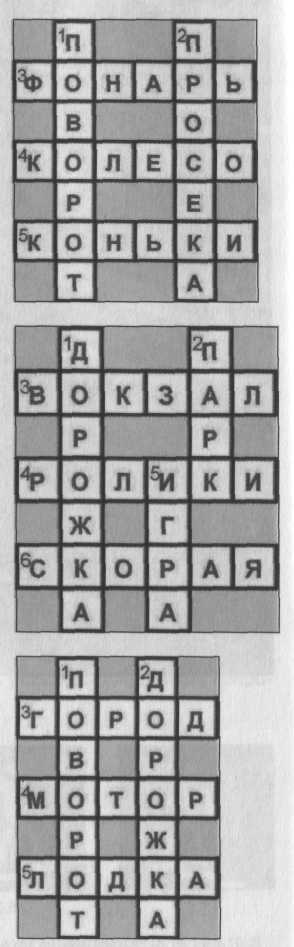 1П 2П
3Ф О Н А Р Ь
В О
4К О Л Е С О
Р Е
5К О Н Ь К И
Т А
1Д 2П
3В О К З А Л
Р Р
4Р О Л 5И К И
Ж Г
6С К О Р А Я
А А
1П 2Д
3Г О Р О Д
В Р
4М О Т О Р
Р Ж
5Л О Д К А
Т А